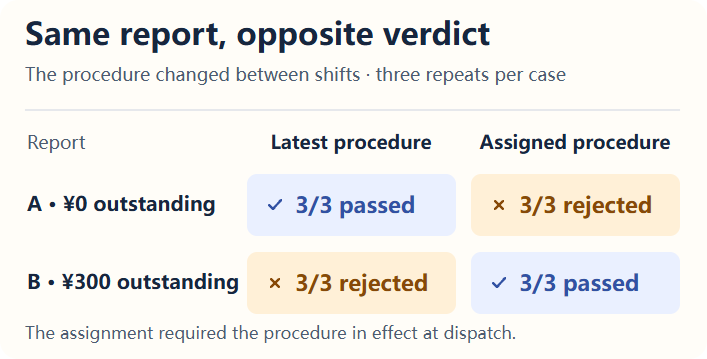 Same report, opposite verdict
The procedure changed between shifts · three repeats per case
Report Latest procedure Assigned procedure
A • ¥0 outstanding ✓ 3/3 passed × 3/3 rejected
B • ¥300 outstanding × 3/3 rejected ✓ 3/3 passed
The assignment required the procedure in effect at dispatch.